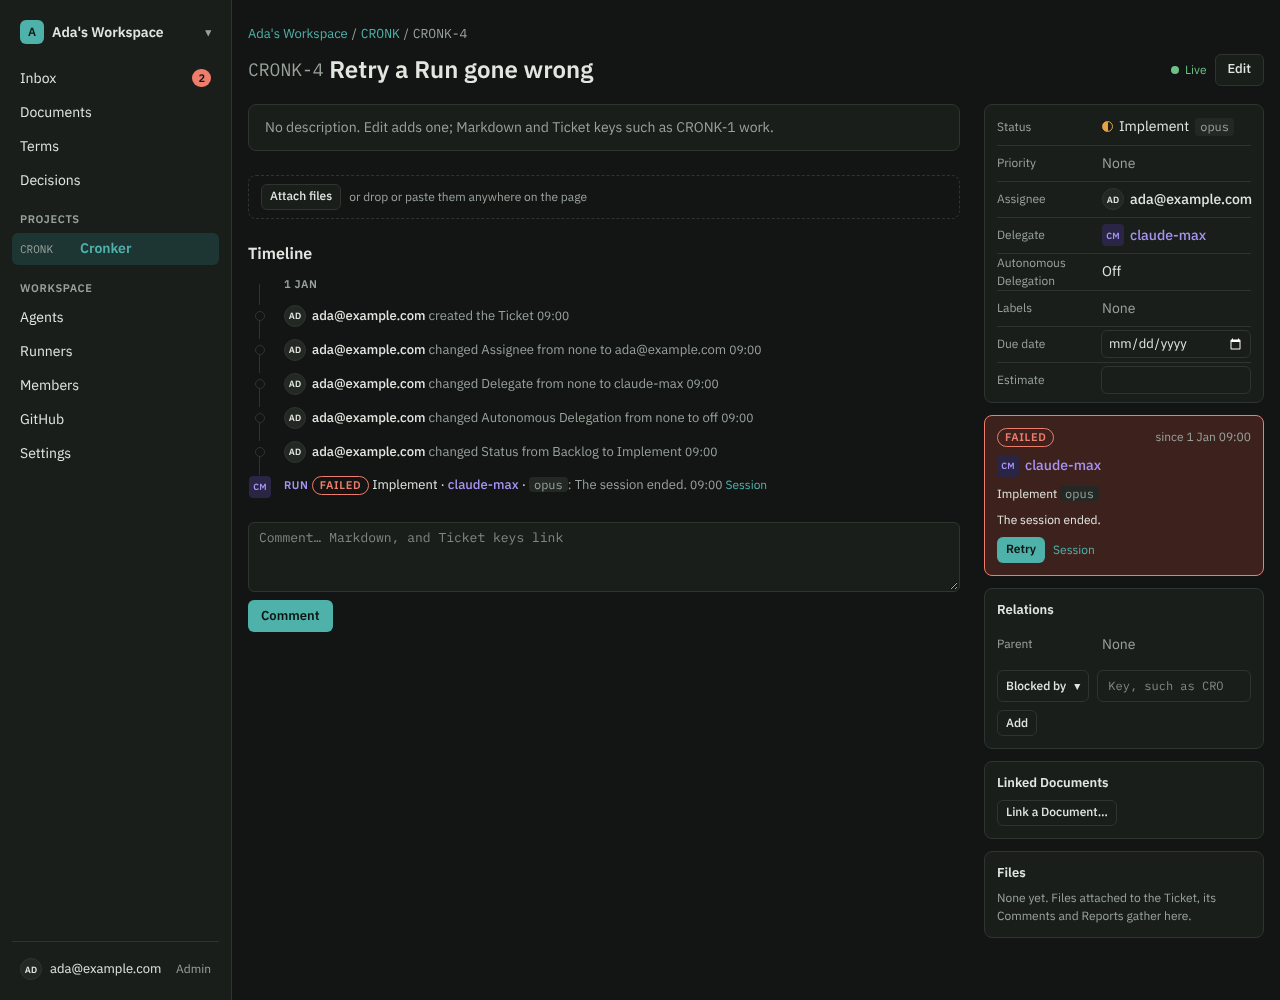 A Ada's Workspace ▾
Inbox 2
Documents
Terms
Decisions
PROJECTS
CRONK Cronker
WORKSPACE
Agents
Runners
Members
GitHub
Settings
AD ada@example.com Admin
Ada's Workspace / CRONK / CRONK-4
CRONK-4 Retry a Run gone wrong
Live Edit
No description. Edit adds one; Markdown and Ticket keys such as CRONK-1 work.
Attach files or drop or paste them anywhere on the page
Timeline
1 JAN
AD ada@example.com created the Ticket 09:00
AD ada@example.com changed Assignee from none to ada@example.com 09:00
AD ada@example.com changed Delegate from none to claude-max 09:00
AD ada@example.com changed Autonomous Delegation from none to off 09:00
AD ada@example.com changed Status from Backlog to Implement 09:00
CM RUN FAILED Implement · claude-max · opus: The session ended. 09:00 Session
Comment… Markdown, and Ticket keys link
Comment
Status Implement opus
Priority None
Assignee AD ada@example.com
Delegate CM claude-max
Autonomous
Delegation Off
Labels None
Due date mm/dd/yyyy
Estimate
FAILED since 1 Jan 09:00
CM claude-max
Implement opus
The session ended.
Retry Session
Relations
Parent None
Blocked by ▾ Key, such as CRO
Add
Linked Documents
Link a Document…
Files
None yet. Files attached to the Ticket, its
Comments and Reports gather here.